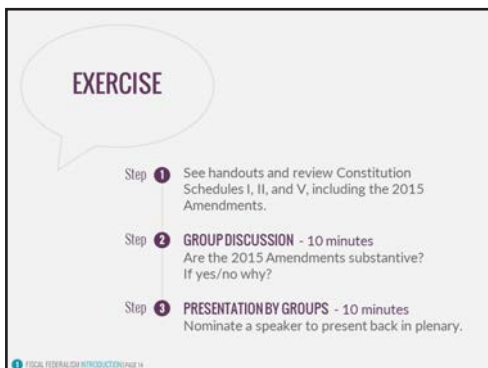 EXERCISE
Step 1 See handouts and review Constitution
Schedules I, II, and V, including the 2015
Amendments.
Step 2 GROUP DISCUSSION - 10 minutes
Are the 2015 Amendments substantive?
If yes/no why?
Step 3 PRESENTATION BY GROUPS - 10 minutes
Nominate a speaker to present back in plenary.
FISCAL FEDERALISM INTRODUCTION | PAGE 14